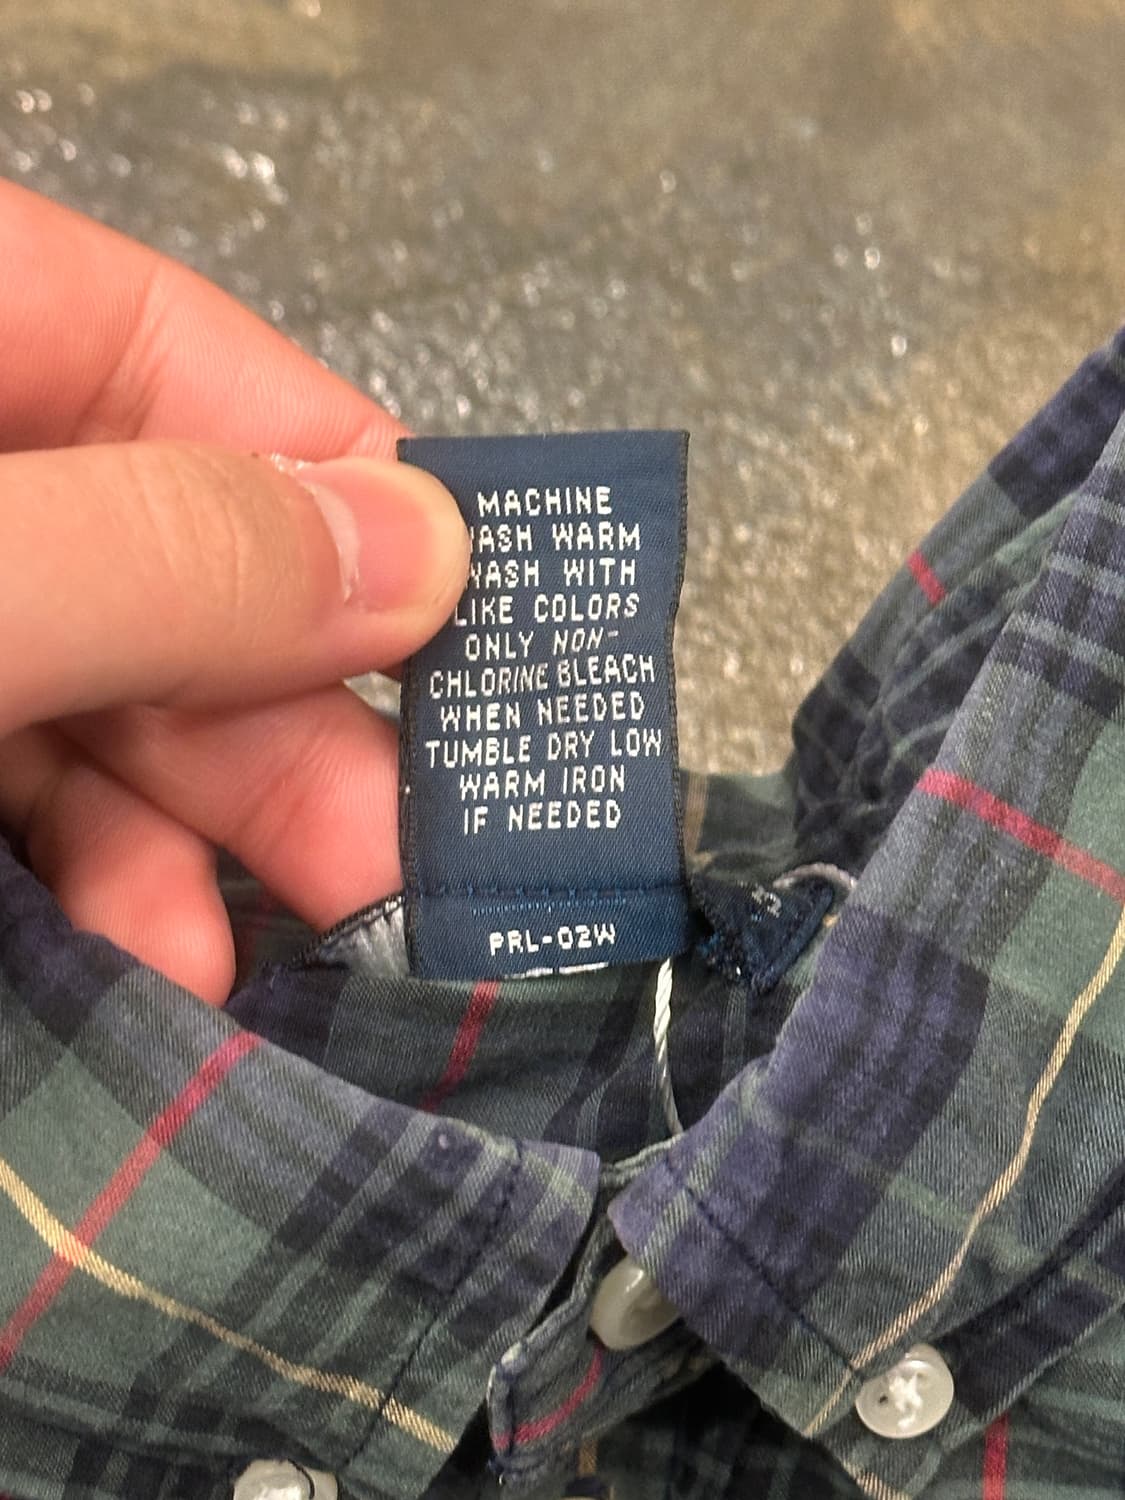 MACHINE
WASH WARM
WASH WITH
LIKE COLORS
ONLY NON-
CHLORINE BLEACH
WHEN NEEDED
TUMBLE DRY LOW
WARM IRON
IF NEEDED
PRL-02W